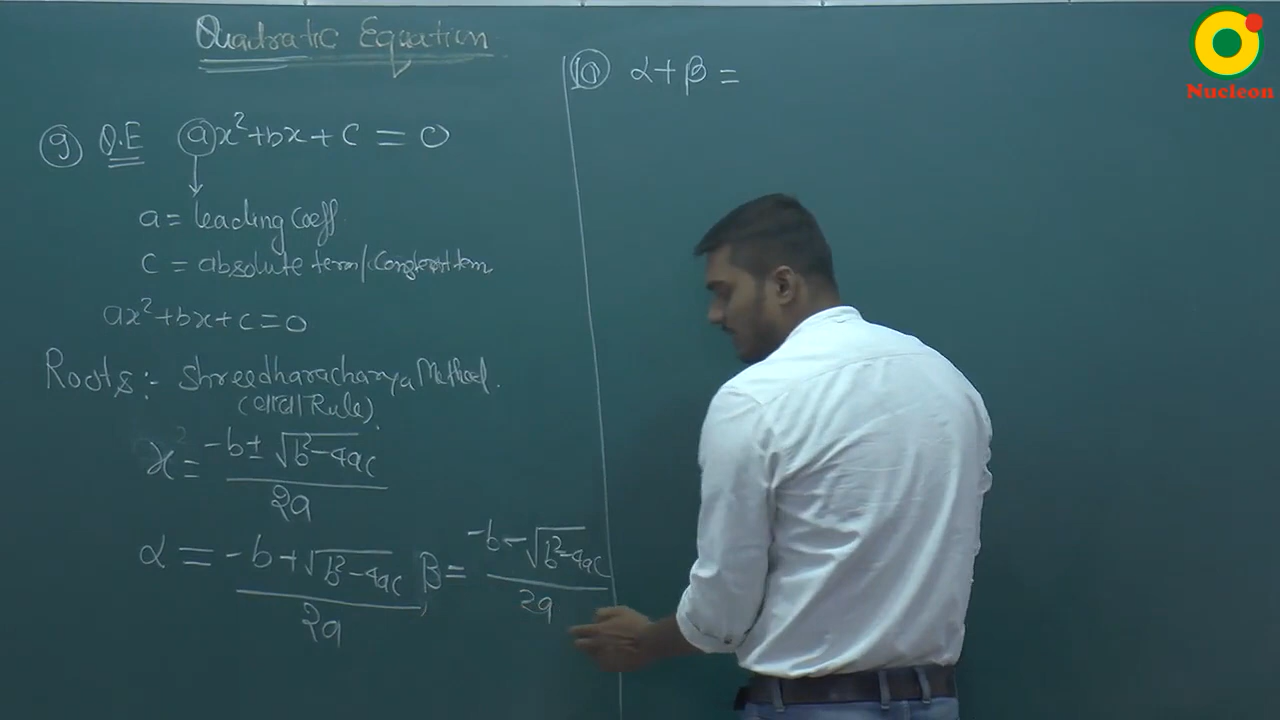 Quadratic Equation
9 Q.E ax²+bx+c=0
a= leading coeff
c = absolute term/constant term
ax²+bx+c=0
Roots:- Shreedharacharya Method.
Rule)
x = -b±√b²-4ac / 2a
α = -b+√b²-4ac / 2a, β = -b-√b²-4ac / 2a
10 α+β =
Nucleon